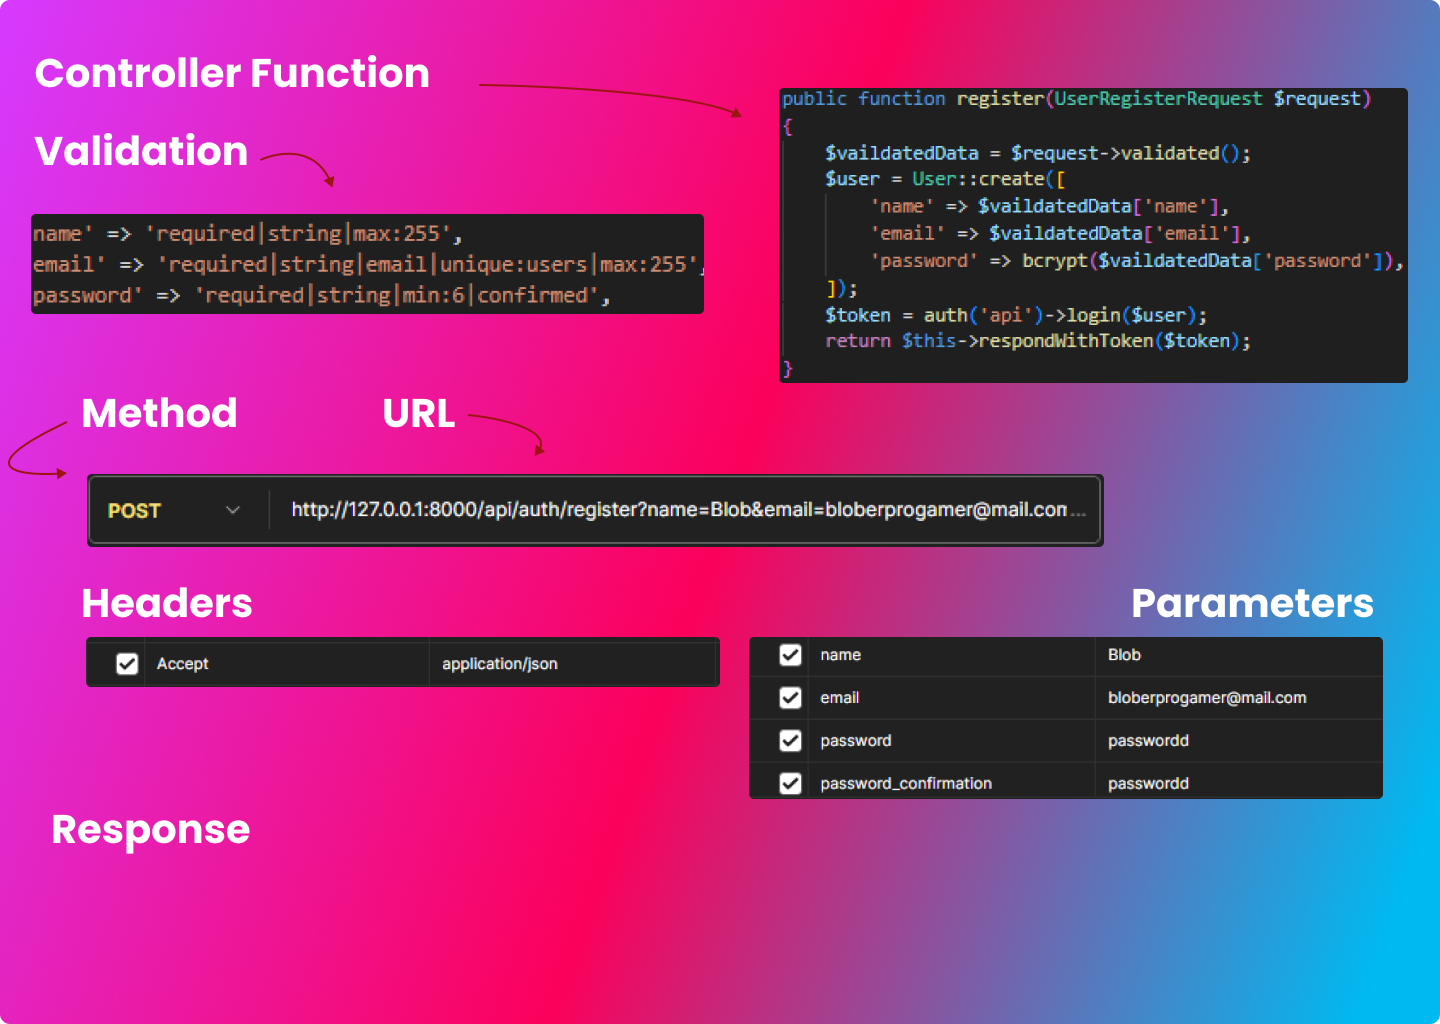 Controller Function
public function register(UserRegisterRequest $request)
{
$vaildatedData = $request->validated();
$user = User::create([
'name' => $vaildatedData['name'],
'email' => $vaildatedData['email'],
'password' => bcrypt($vaildatedData['password']),
]);
$token = auth('api')->login($user);
return $this->respondWithToken($token);
}
Validation
name' => 'required|string|max:255',
email' => 'required|string|email|unique:users|max:255',
password' => 'required|string|min:6|confirmed',
Method
URL
POST
http://127.0.0.1:8000/api/auth/register?name=Blob&email=bloberprogamer@mail.com...
Headers
Accept application/json
Parameters
name Blob
email bloberprogamer@mail.com
password passwordd
password_confirmation passwordd
Response